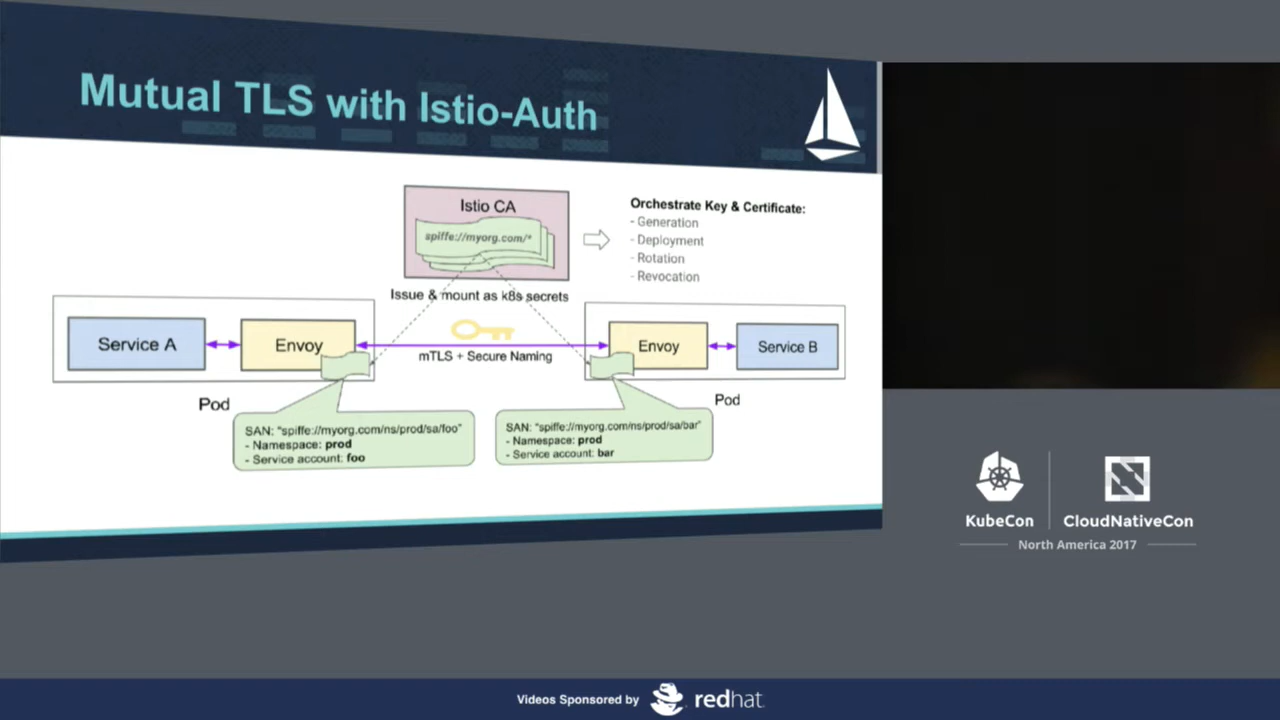 Mutual TLS with Istio-Auth
Istio CA
spiffe://myorg.com/*
Orchestrate Key & Certificate:
- Generation
- Deployment
- Rotation
- Revocation
Issue & mount as k8s secrets
Service A
Envoy
mTLS + Secure Naming
Envoy
Service B
Pod
Pod
SAN: "spiffe://myorg.com/ns/prod/sa/foo"
- Namespace: prod
- Service account: foo
SAN: "spiffe://myorg.com/ns/prod/sa/bar"
- Namespace: prod
- Service account: bar
KubeCon
CloudNativeCon
North America 2017
Videos Sponsored by
redhat